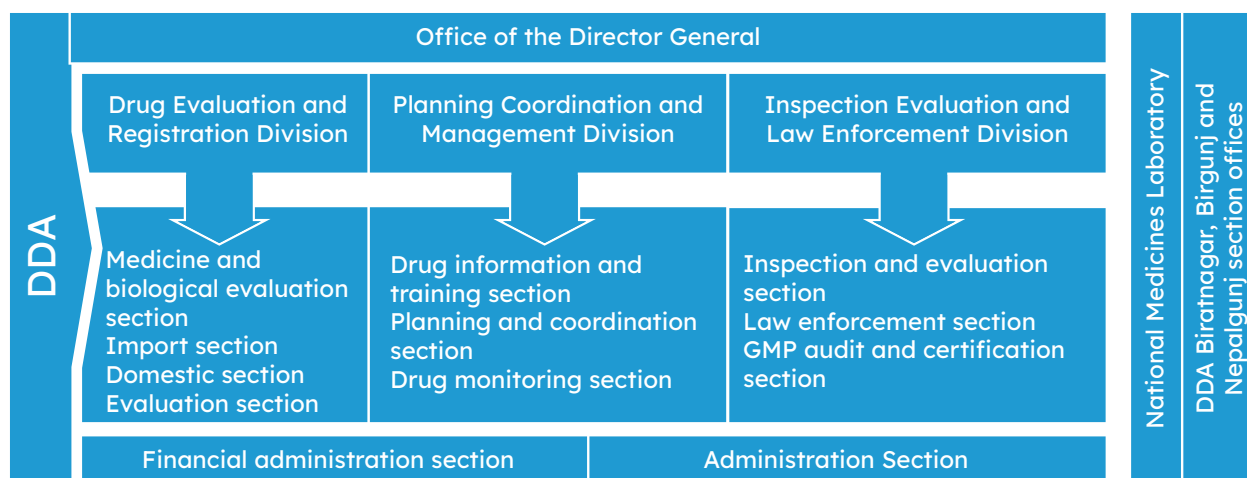 DDA
Office of the Director General
Drug Evaluation and
Registration Division
Planning Coordination and
Management Division
Inspection Evaluation and
Law Enforcement Division
Medicine and
biological evaluation
section
Import section
Domestic section
Evaluation section
Drug information and
training section
Planning and coordination
section
Drug monitoring section
Inspection and evaluation
section
Law enforcement section
GMP audit and certification
section
Financial administration section
Administration Section
National Medicines Laboratory
DDA Biratnagar, Birgunj and
Nepalgunj section offices